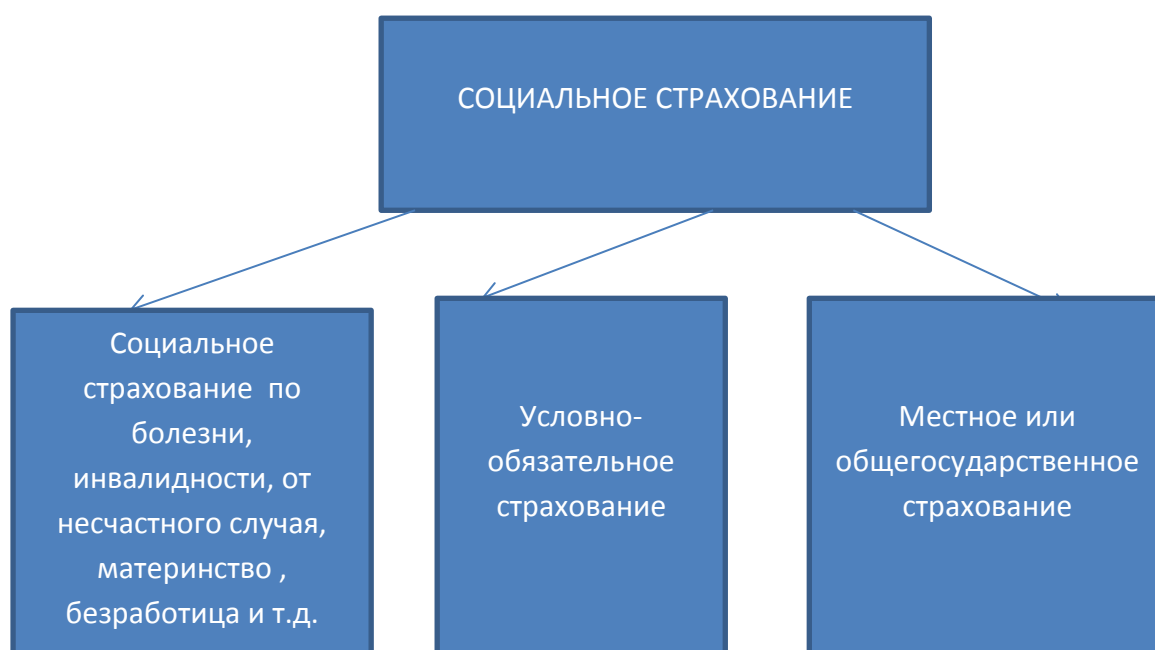 СОЦИАЛЬНОЕ СТРАХОВАНИЕ
Социальное
страхование по
болезни,
инвалидности, от
несчастного случая,
материнство ,
безработица и т.д.
Условно-
обязательное
страхование
Местное или
общегосударственное
страхование